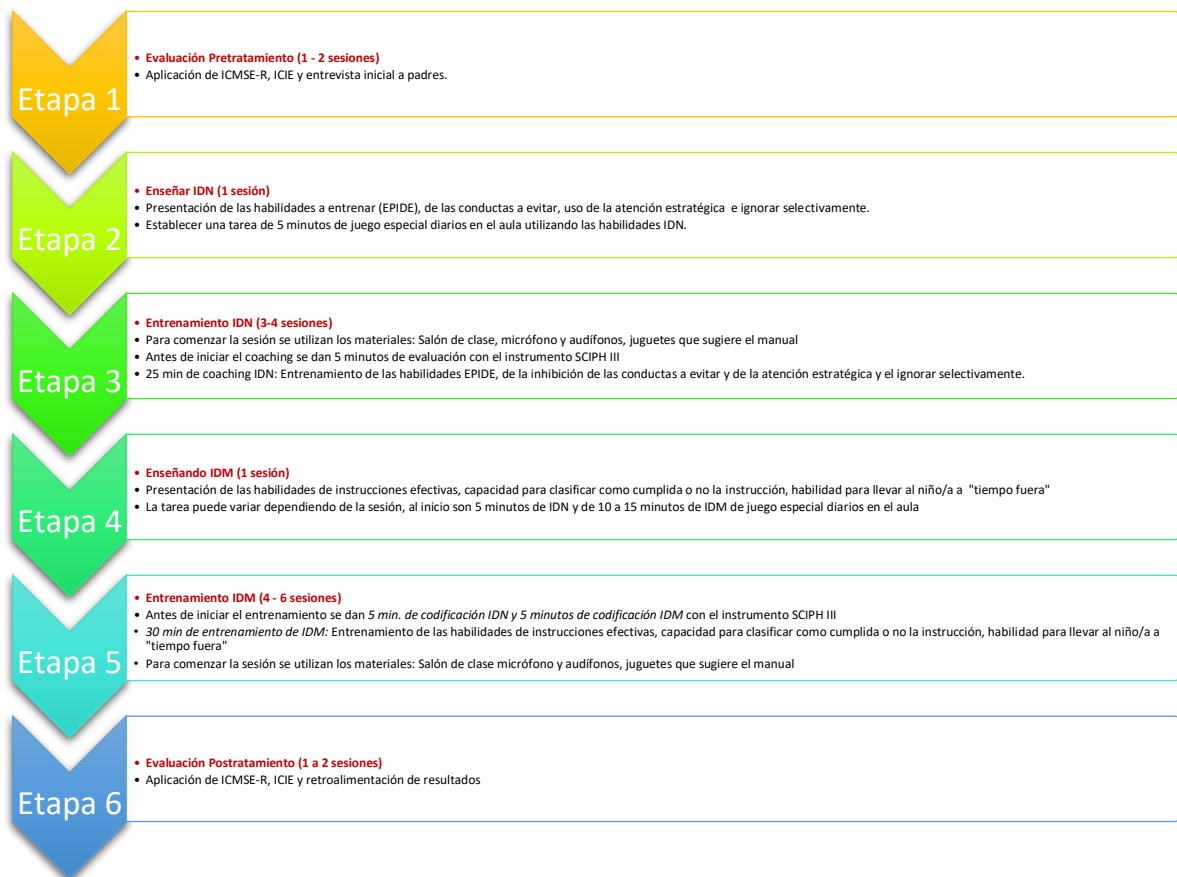 Etapa 1
• Evaluación Pretratamiento (1 - 2 sesiones)
• Aplicación de ICMSE-R, ICIE y entrevista inicial a padres.
Etapa 2
• Enseñar IDN (1 sesión)
• Presentación de las habilidades a entrenar (EPIDE), de las conductas a evitar, uso de la atención estratégica e ignorar selectivamente.
• Establecer una tarea de 5 minutos de juego especial diarios en el aula utilizando las habilidades IDN.
Etapa 3
• Entrenamiento IDN (3-4 sesiones)
• Para comenzar la sesión se utilizan los materiales: Salón de clase, micrófono y audífonos, juguetes que sugiere el manual
• Antes de iniciar el coaching se dan 5 minutos de evaluación con el instrumento SCIPH III
• 25 min de coaching IDN: Entrenamiento de las habilidades EPIDE, de la inhibición de las conductas a evitar y de la atención estratégica y el ignorar selectivamente.
Etapa 4
• Enseñando IDM (1 sesión)
• Presentación de las habilidades de instrucciones efectivas, capacidad para clasificar como cumplida o no la instrucción, habilidad para llevar al niño/a a "tiempo fuera"
• La tarea puede variar dependiendo de la sesión, al inicio son 5 minutos de IDN y de 10 a 15 minutos de IDM de juego especial diarios en el aula
Etapa 5
• Entrenamiento IDM (4 - 6 sesiones)
• Antes de iniciar el entrenamiento se dan 5 min. de codificación IDN y 5 minutos de codificación IDM con el instrumento SCIPH III
• 30 min de entrenamiento de IDM: Entrenamiento de las habilidades de instrucciones efectivas, capacidad para clasificar como cumplida o no la instrucción, habilidad para llevar al niño/a a
"tiempo fuera"
• Para comenzar la sesión se utilizan los materiales: Salón de clase micrófono y audífonos, juguetes que sugiere el manual
Etapa 6
• Evaluación Postratamiento (1 a 2 sesiones)
• Aplicación de ICMSE-R, ICIE y retroalimentación de resultados